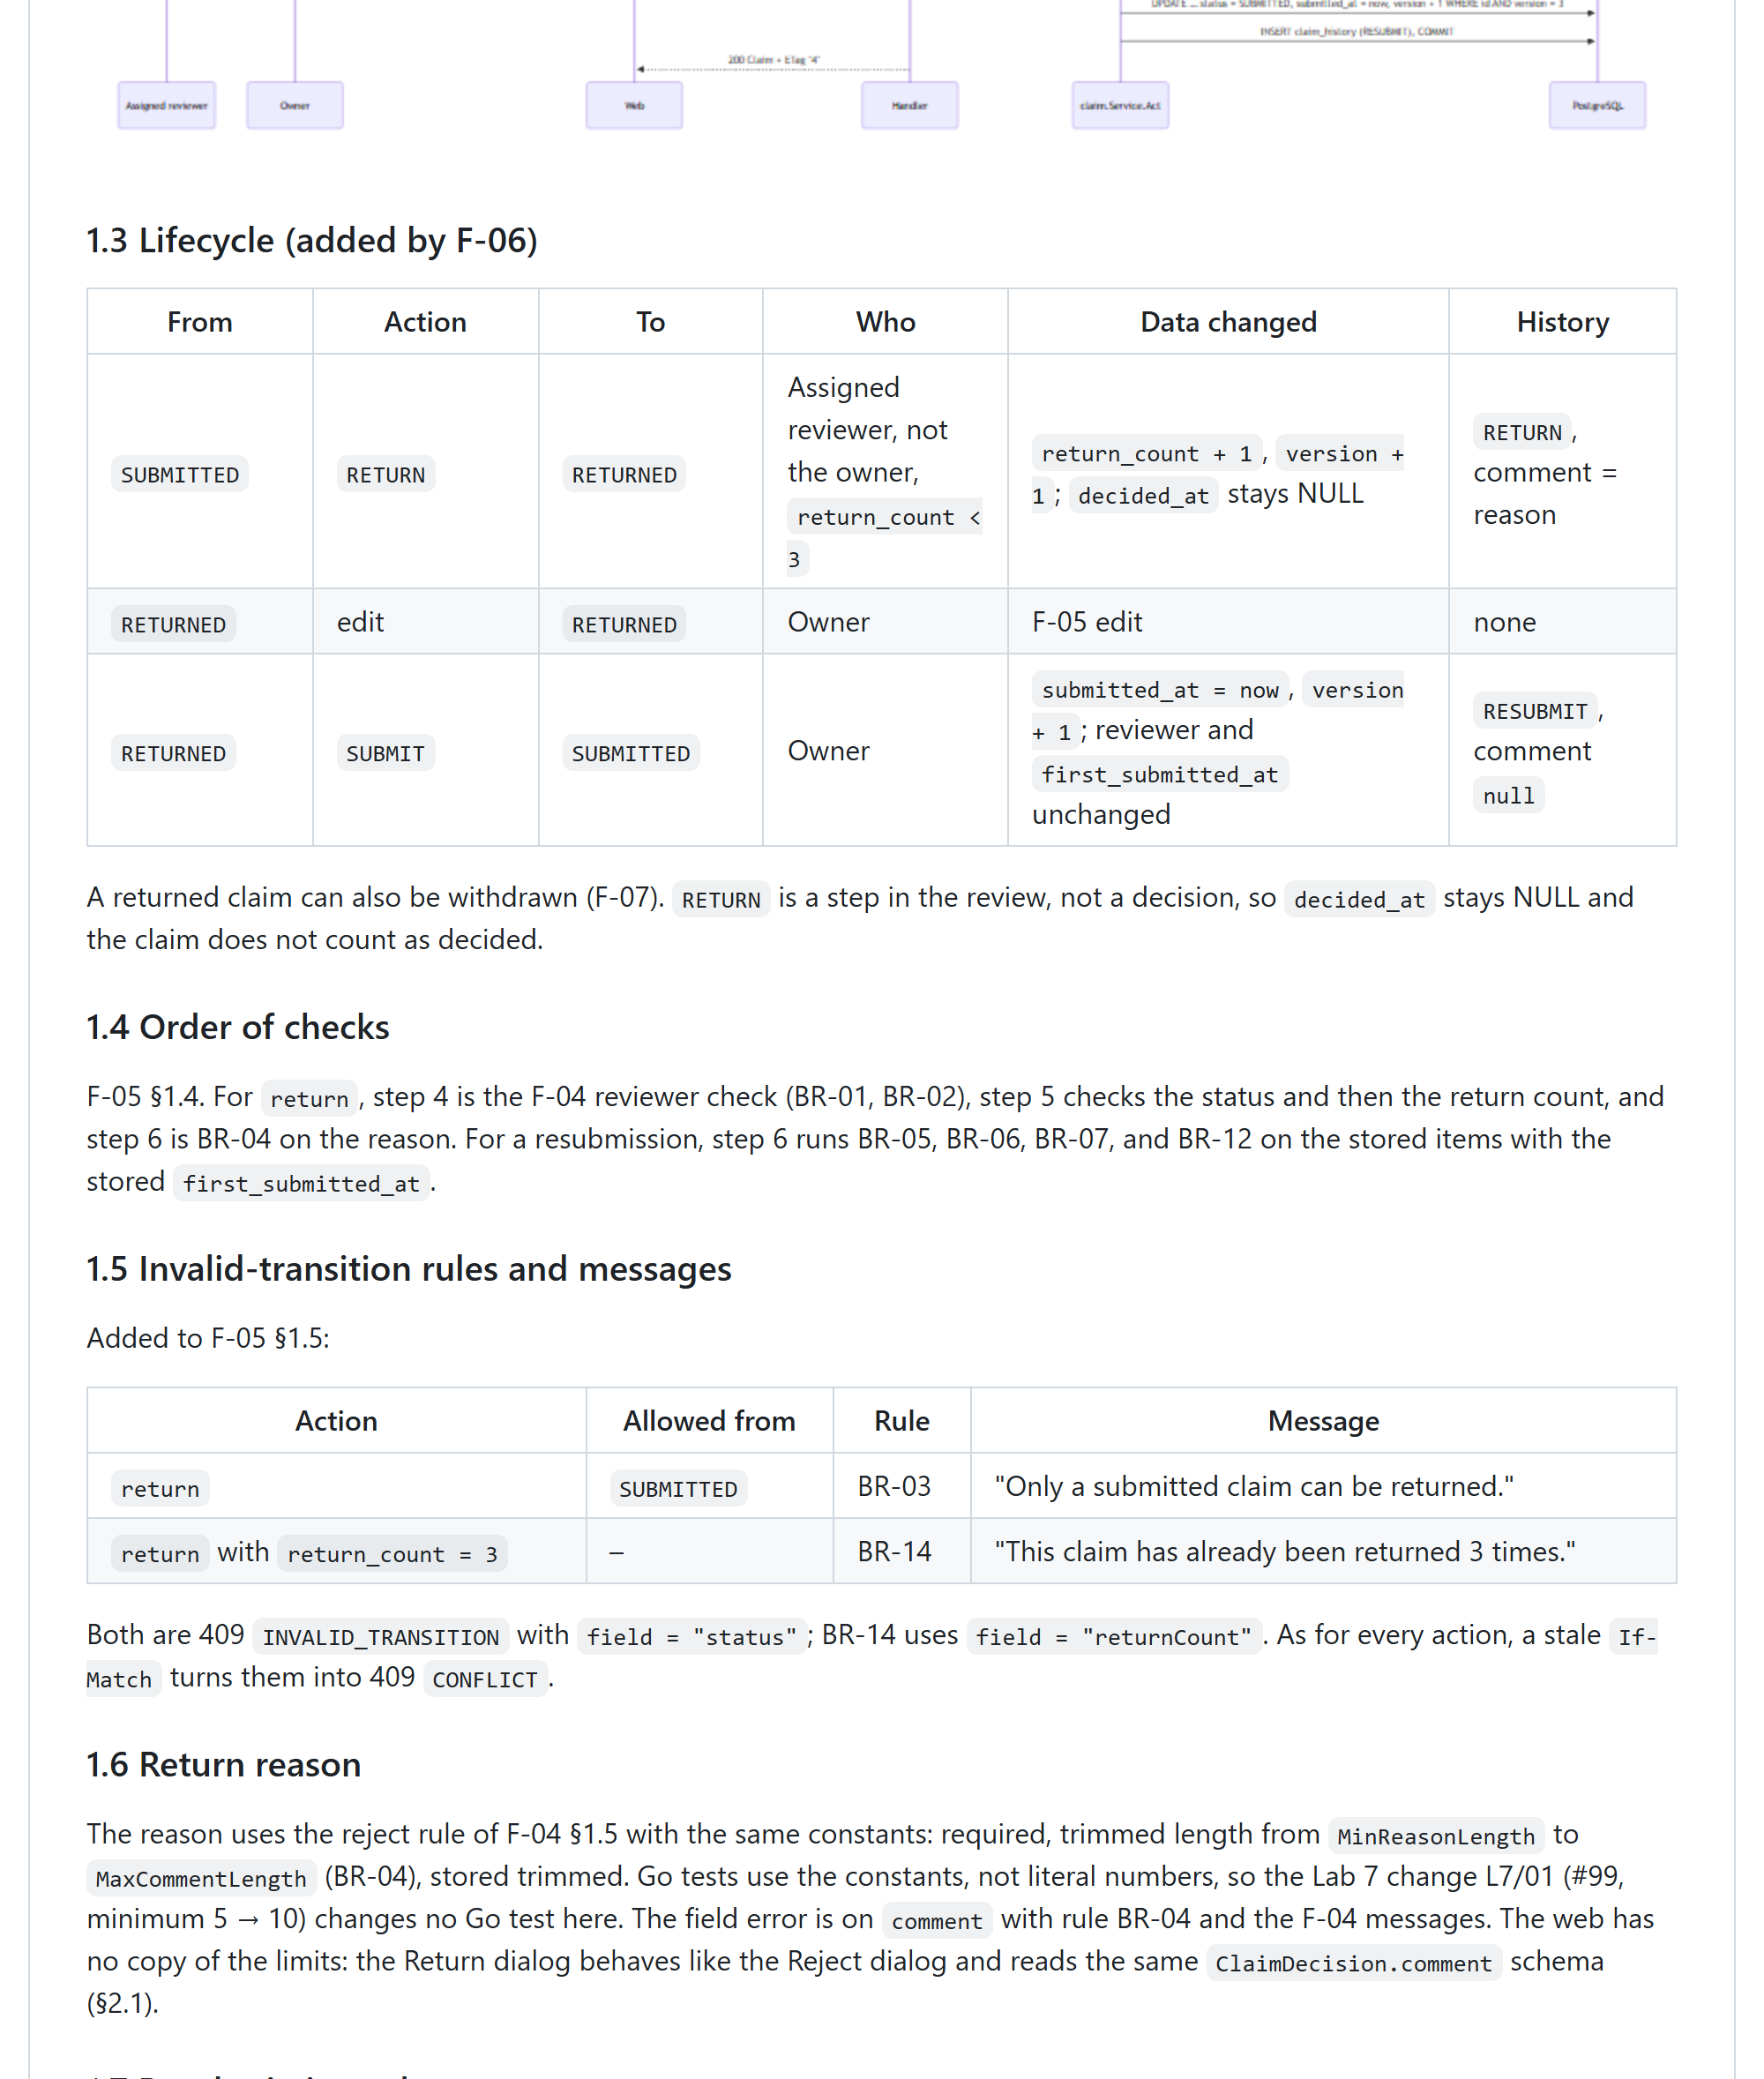 UPDATE ... status = SUBMITTED, submitted_at = now, version + 1 WHERE id AND version = 3
INSERT claim_history (RESUBMIT), COMMIT
200 Claim + ETag "4"
Assigned reviewer
Owner
Web
Handler
claim.Service.Act
PostgreSQL
1.3 Lifecycle (added by F-06)
From Action To Who Data changed History
SUBMITTED RETURN RETURNED Assigned reviewer, not the owner, return_count < 3 return_count + 1, version + 1; decided_at stays NULL RETURN, comment = reason
RETURNED edit RETURNED Owner F-05 edit none
RETURNED SUBMIT SUBMITTED Owner submitted_at = now, version + 1; reviewer and first_submitted_at unchanged RESUBMIT, comment null
A returned claim can also be withdrawn (F-07). RETURN is a step in the review, not a decision, so decided_at stays NULL and
the claim does not count as decided.
1.4 Order of checks
F-05 §1.4. For return, step 4 is the F-04 reviewer check (BR-01, BR-02), step 5 checks the status and then the return count, and
step 6 is BR-04 on the reason. For a resubmission, step 6 runs BR-05, BR-06, BR-07, and BR-12 on the stored items with the
stored first_submitted_at.
1.5 Invalid-transition rules and messages
Added to F-05 §1.5:
Action Allowed from Rule Message
return SUBMITTED BR-03 "Only a submitted claim can be returned."
return with return_count = 3 – BR-14 "This claim has already been returned 3 times."
Both are 409 INVALID_TRANSITION with field = "status"; BR-14 uses field = "returnCount". As for every action, a stale If-
Match turns them into 409 CONFLICT.
1.6 Return reason
The reason uses the reject rule of F-04 §1.5 with the same constants: required, trimmed length from MinReasonLength to
MaxCommentLength (BR-04), stored trimmed. Go tests use the constants, not literal numbers, so the Lab 7 change L7/01 (#99,
minimum 5 → 10) changes no Go test here. The field error is on comment with rule BR-04 and the F-04 messages. The web has
no copy of the limits: the Return dialog behaves like the Reject dialog and reads the same ClaimDecision.comment schema
(§2.1).